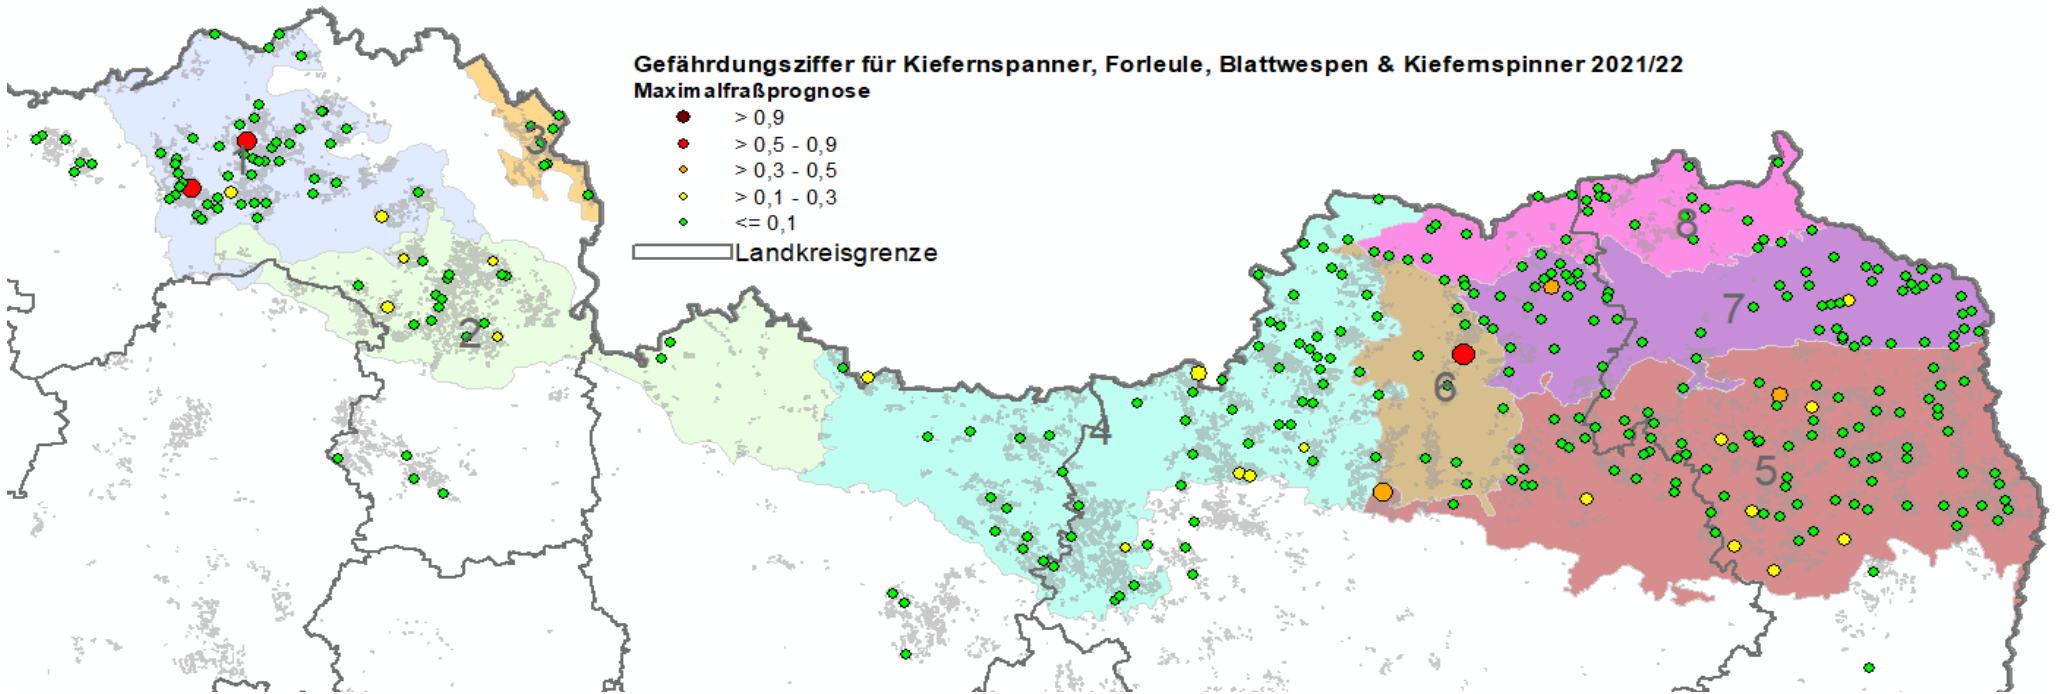 Gefährdungsziffer für Kiefernspanner, Forleule, Blattwespen & Kiefernspinner 2021/22
Maximalfraßprognose
> 0,9
> 0,5 - 0,9
> 0,3 - 0,5
> 0,1 - 0,3
<= 0,1
Landkreisgrenze
1
3
2
4
6
8
7
5